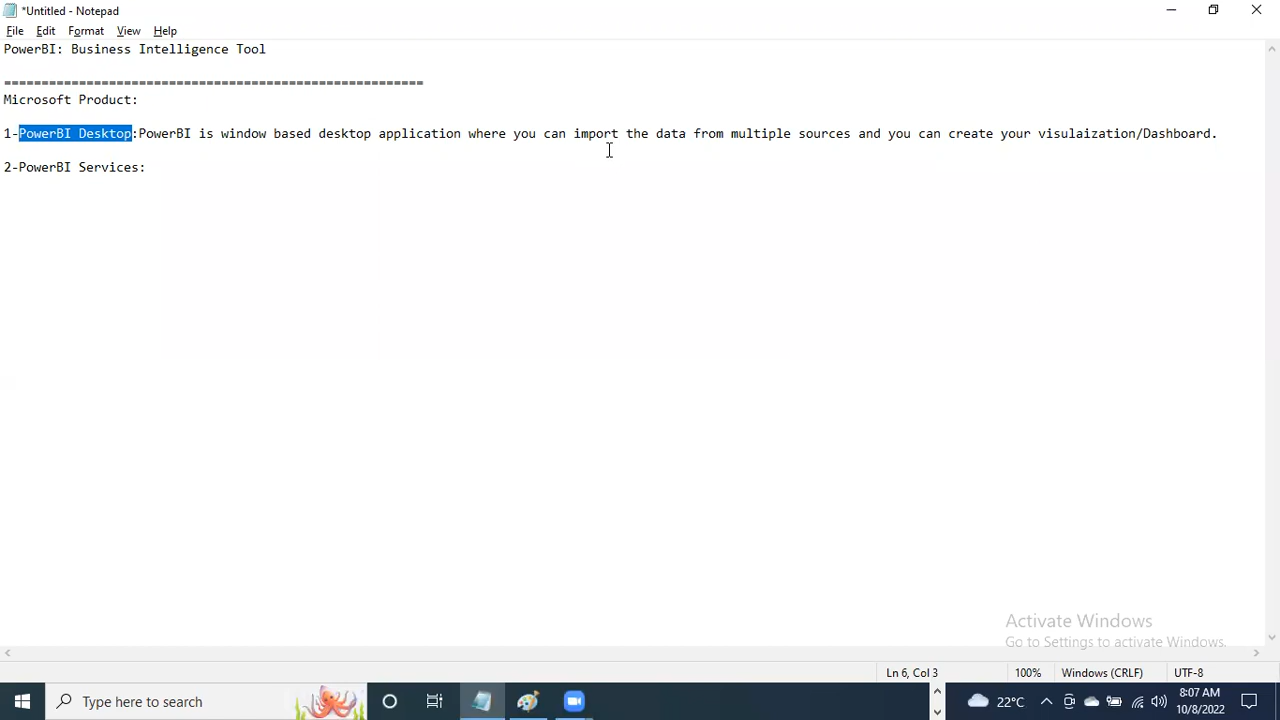 *Untitled - Notepad
File Edit Format View Help
PowerBI: Business Intelligence Tool
========================================================
Microsoft Product:
1-PowerBI Desktop:PowerBI is window based desktop application where you can import the data from multiple sources and you can create your visulaization/Dashboard.
2-PowerBI Services:
Activate Windows
Go to Settings to activate Windows.
Ln 6, Col 3 100% Windows (CRLF) UTF-8
Type here to search
22°C
8:07 AM
10/8/2022